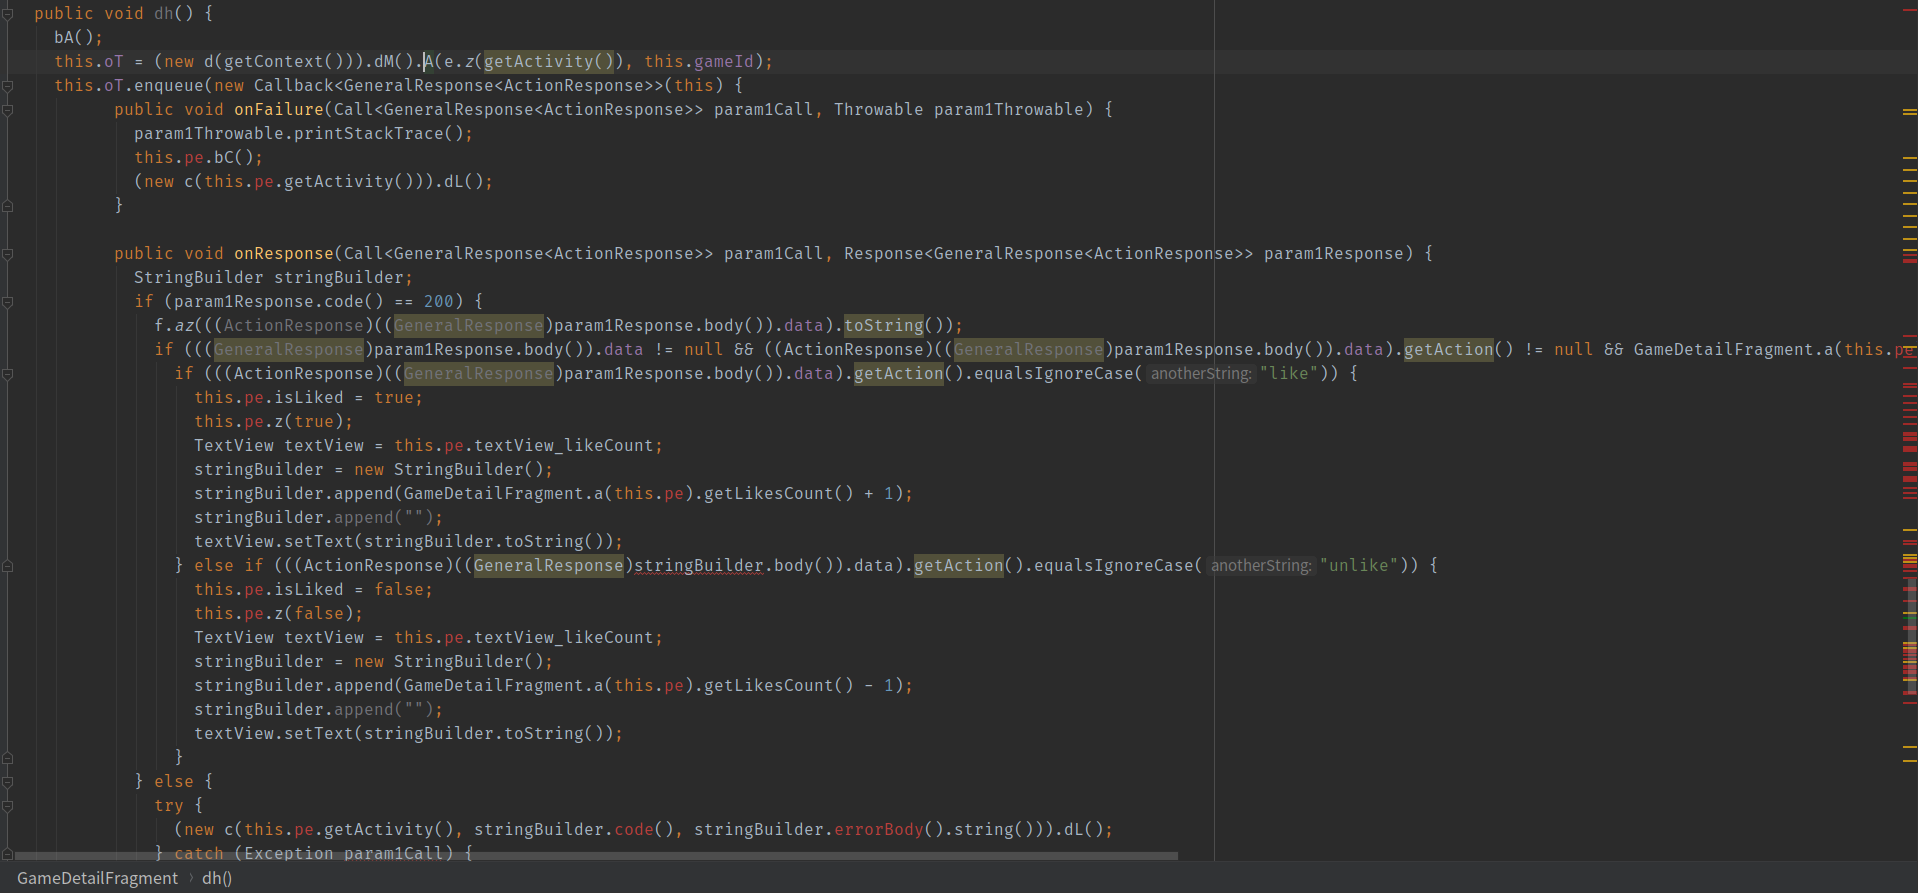 public void dh() {
bA();
this.oT = (new d(getContext())).dM().A(e.z(getActivity()), this.gameId);
this.oT.enqueue(new Callback<GeneralResponse<ActionResponse>>(this) {
public void onFailure(Call<GeneralResponse<ActionResponse>> param1Call, Throwable param1Throwable) {
param1Throwable.printStackTrace();
this.pe.bC();
(new c(this.pe.getActivity())).dL();
}
public void onResponse(Call<GeneralResponse<ActionResponse>> param1Call, Response<GeneralResponse<ActionResponse>> param1Response) {
StringBuilder stringBuilder;
if (param1Response.code() == 200) {
f.az(((ActionResponse)((GeneralResponse)param1Response.body()).data).toString());
if (((GeneralResponse)param1Response.body()).data != null && ((ActionResponse)((GeneralResponse)param1Response.body()).data).getAction() != null && GameDetailFragment.a(this.pe
if (((ActionResponse)((GeneralResponse)param1Response.body()).data).getAction().equalsIgnoreCase( anotherString: "like")) {
this.pe.isLiked = true;
this.pe.z(true);
TextView textView = this.pe.textView_likeCount;
stringBuilder = new StringBuilder();
stringBuilder.append(GameDetailFragment.a(this.pe).getLikesCount() + 1);
stringBuilder.append("");
textView.setText(stringBuilder.toString());
} else if (((ActionResponse)((GeneralResponse)stringBuilder.body()).data).getAction().equalsIgnoreCase( anotherString: "unlike")) {
this.pe.isLiked = false;
this.pe.z(false);
TextView textView = this.pe.textView_likeCount;
stringBuilder = new StringBuilder();
stringBuilder.append(GameDetailFragment.a(this.pe).getLikesCount() - 1);
stringBuilder.append("");
textView.setText(stringBuilder.toString());
}
} else {
try {
(new c(this.pe.getActivity(), stringBuilder.code(), stringBuilder.errorBody().string())).dL();
} catch (Exception param1Call) {
GameDetailFragment › dh()